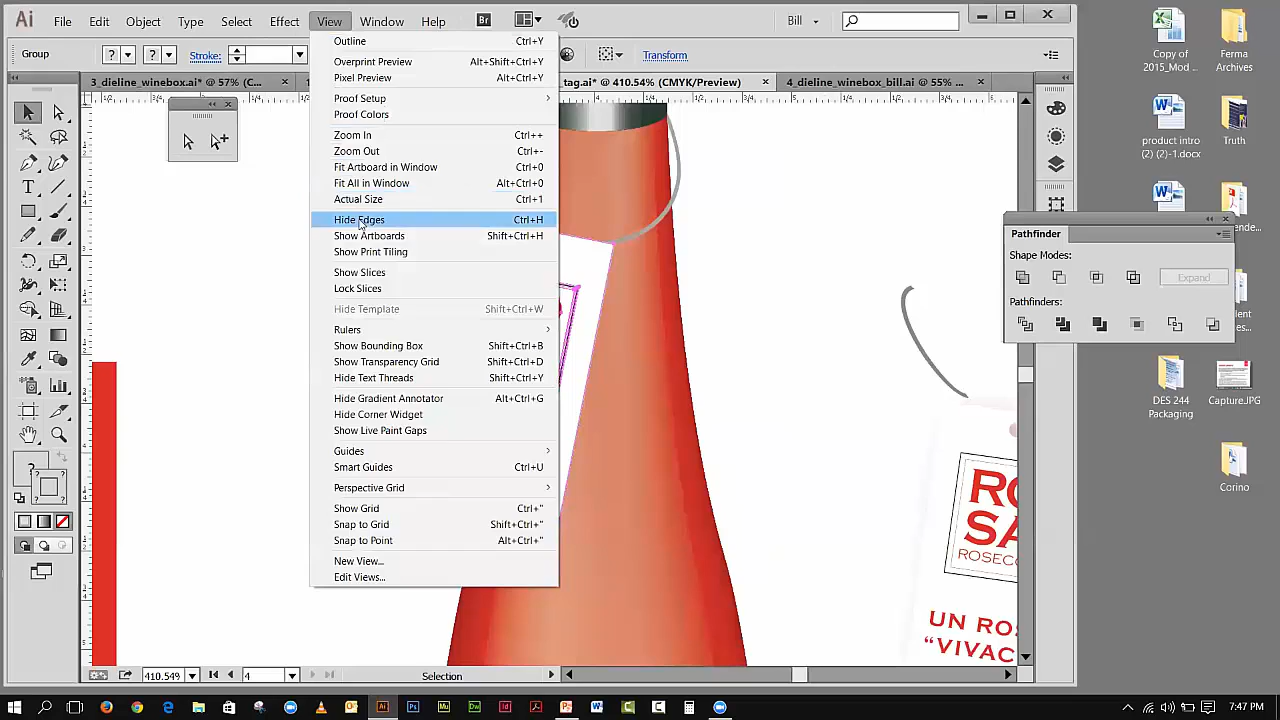 Ai File Edit Object Type Select Effect View Window Help Br Bill
Group ? ? Stroke: Transform
3_dieline_winebox.ai* @ 57% (C... _tag.ai* @ 410.54% (CMYK/Preview) 4_dieline_winebox_bill.ai @ 55%
Outline Ctrl+Y
Overprint Preview Alt+Shift+Ctrl+Y
Pixel Preview Alt+Ctrl+Y
Proof Setup
Proof Colors
Zoom In Ctrl++
Zoom Out Ctrl+-
Fit Artboard in Window Ctrl+0
Fit All in Window Alt+Ctrl+0
Actual Size Ctrl+1
Hide Edges Ctrl+H
Show Artboards Shift+Ctrl+H
Show Print Tiling
Show Slices
Lock Slices
Hide Template Shift+Ctrl+W
Rulers
Show Bounding Box Shift+Ctrl+B
Show Transparency Grid Shift+Ctrl+D
Hide Text Threads Shift+Ctrl+Y
Hide Gradient Annotator Alt+Ctrl+G
Hide Corner Widget
Show Live Paint Gaps
Guides
Smart Guides Ctrl+U
Perspective Grid
Show Grid Ctrl+"
Snap to Grid Shift+Ctrl+"
Snap to Point Alt+Ctrl+"
New View...
Edit Views...
Pathfinder
Shape Modes:
Expand
Pathfinders:
RO
SA
ROSECO
UN ROS
“VIVAC
Copy of
2015_Mod ...
Ferma
Archives
product intro
(2) (2)-1.docx
Truth
DES 244
Packaging
Capture.JPG
Corino
410.54% 4 Selection
7:47 PM